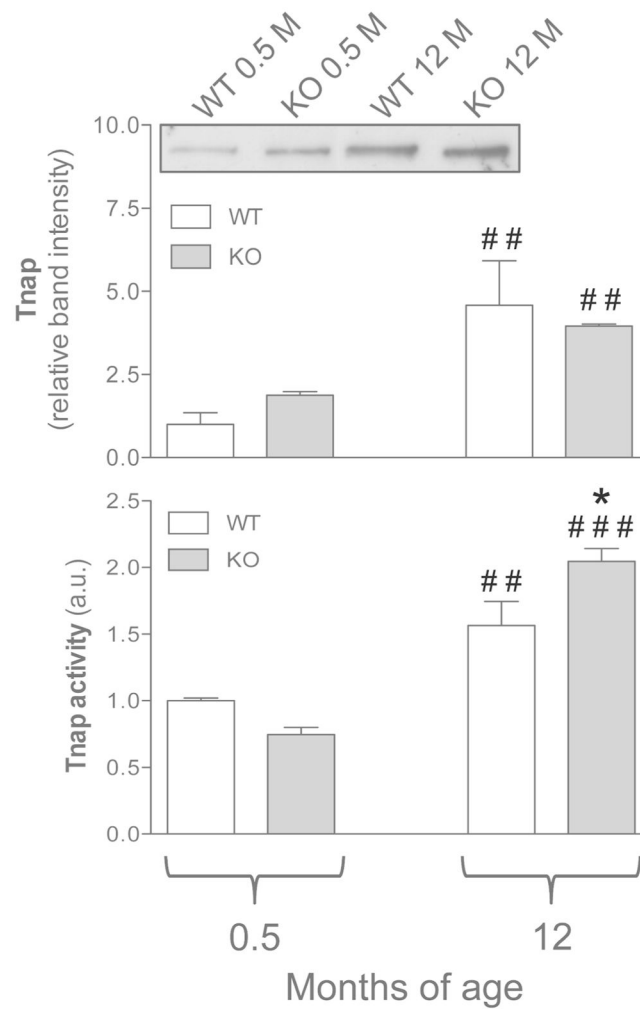 WT 0.5 M
KO 0.5 M
WT 12 M
KO 12 M
Tnap
(relative band intensity)
10.0
7.5
5.0
2.5
0.0
WT
KO
# #
# #
Tnap activity (a.u.)
2.5
2.0
1.5
1.0
0.5
0.0
WT
KO
# #
*
# # #
0.5
12
Months of age